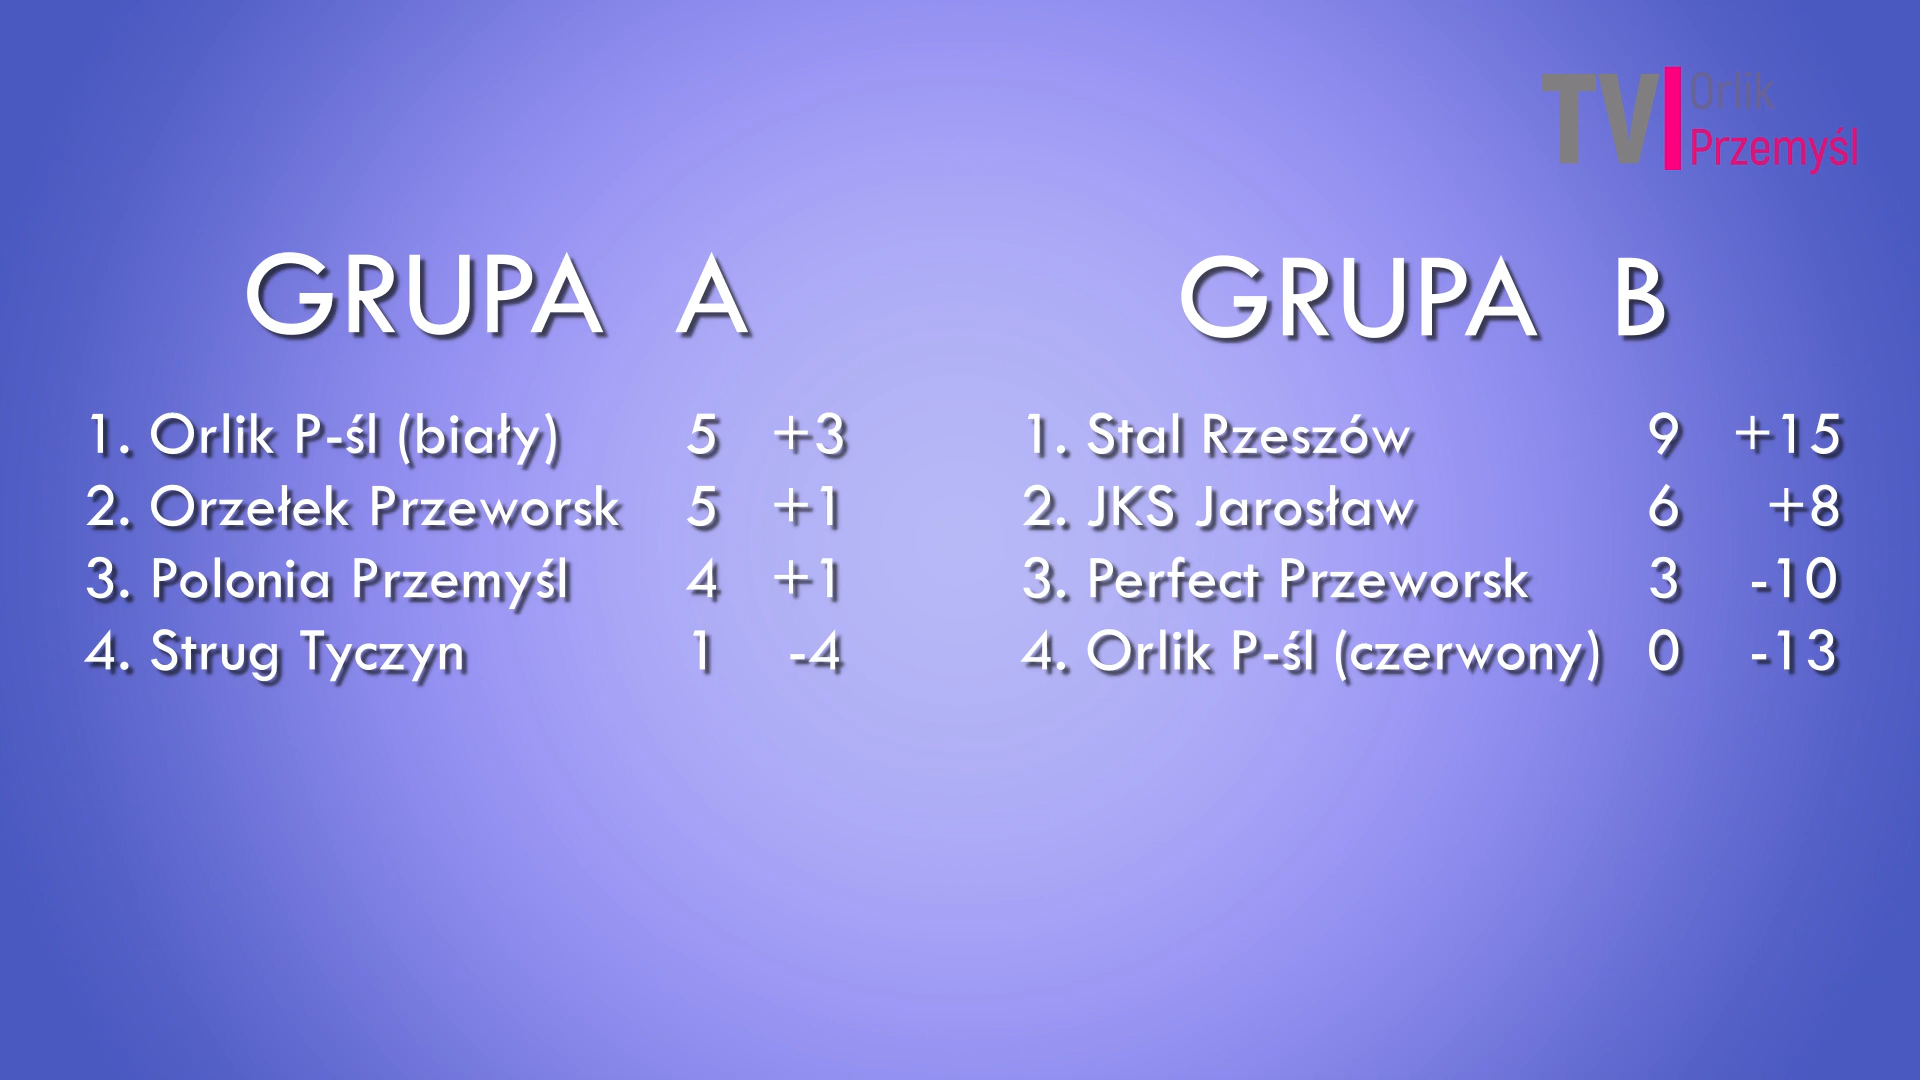 TV Orlik
Przemyśl
GRUPA A
1. Orlik P-śl (biały) 5 +3
2. Orzełek Przeworsk 5 +1
3. Polonia Przemyśl 4 +1
4. Strug Tyczyn 1 -4
GRUPA B
1. Stal Rzeszów 9 +15
2. JKS Jarosław 6 +8
3. Perfect Przeworsk 3 -10
4. Orlik P-śl (czerwony) 0 -13